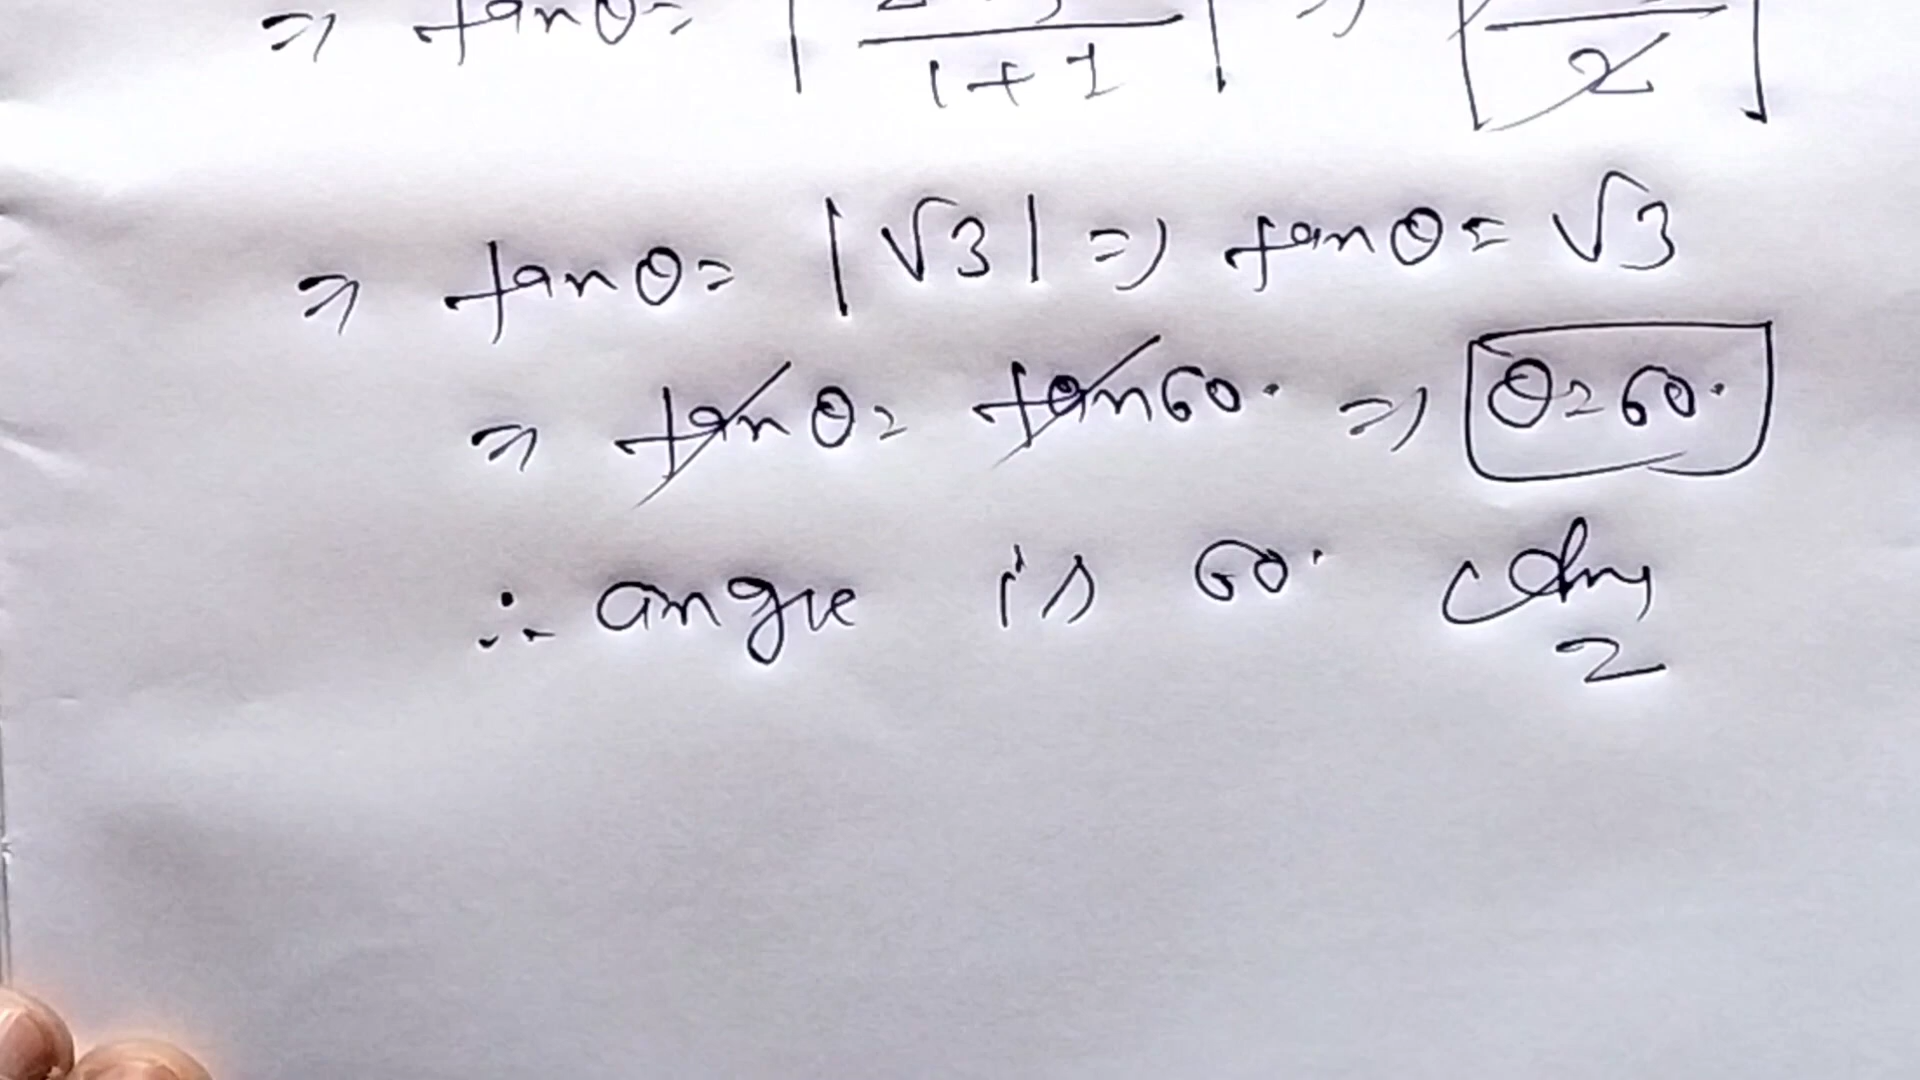 ⇒ tanθ = | / 1+1 | ⇒ | / 2 |
⇒ tanθ = |√3| ⇒ tanθ = √3
⇒ tanθ = tan60° ⇒ θ = 60°
∴ angle is 60° Ans